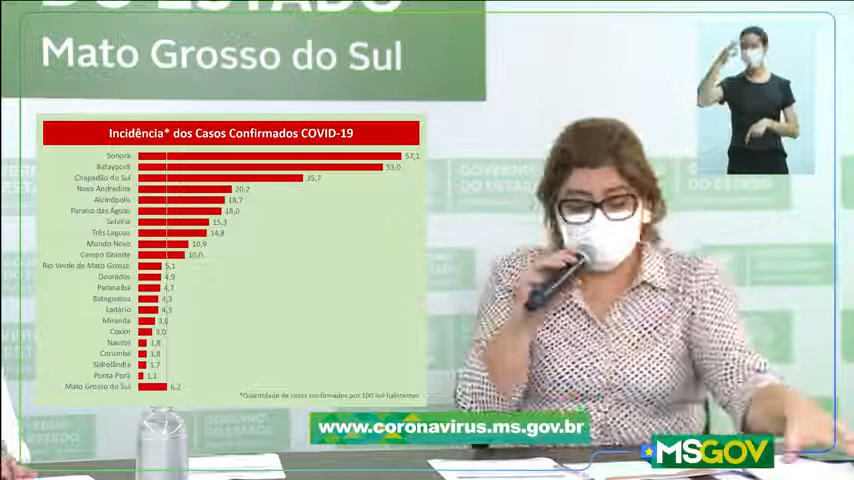 DO ESTADO
Mato Grosso do Sul
Incidência* dos Casos Confirmados COVID-19
Sonora 57,1
Batayporã 53,0
Chapadão do Sul 35,7
Nova Andradina 20,2
Alcinópolis 18,7
Paraíso das Águas 18,0
Selvíria 15,3
Três Lagoas 14,8
Mundo Novo 10,9
Campo Grande 10,0
Rio Verde de Mato Grosso 5,1
Dourados 4,9
Paranaíba 4,7
Bataguassu 4,3
Ladário 4,3
Miranda 3,6
Coxim 3,0
Naviraí 1,8
Corumbá 1,8
Sidrolândia 1,7
Ponta Porã 1,1
Mato Grosso do Sul 6,2
*Quantidade de casos confirmados por 100 mil habitantes
GOVERNO
DO ESTADO
www.coronavirus.ms.gov.br
MSGOV